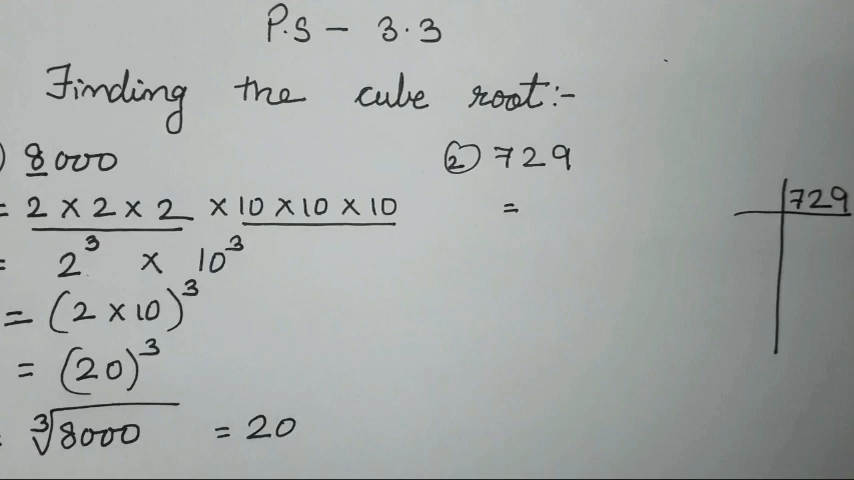 P.S - 3.3
Finding the cube root:-
) 8000
= 2 × 2 × 2 × 10 × 10 × 10
= 2³ × 10³
= (2 × 10)³
= (20)³
= ∛8000 = 20
② 729
=
729